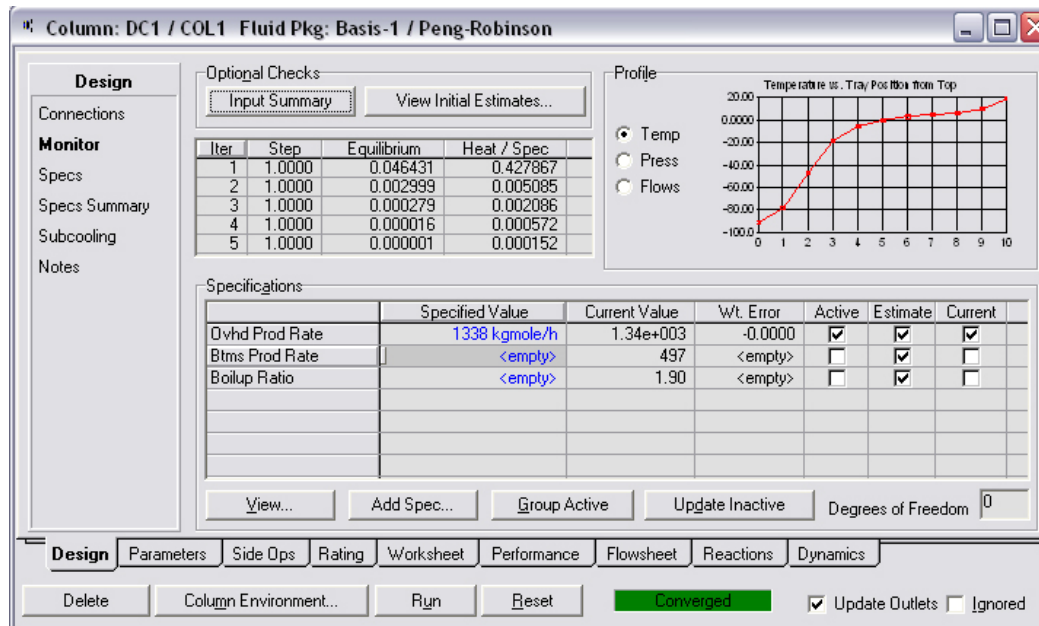 Column: DC1 / COL1 Fluid Pkg: Basis-1 / Peng-Robinson
Design
Connections
Monitor
Specs
Specs Summary
Subcooling
Notes
Optional Checks
Input Summary View Initial Estimates...
Iter Step Equilibrium Heat / Spec
1 1.0000 0.046431 0.427867
2 1.0000 0.002999 0.005085
3 1.0000 0.000279 0.002086
4 1.0000 0.000016 0.000572
5 1.0000 0.000001 0.000152
Profile
Temp
Press
Flows
Temperature vs. Tray Position from Top
20.00
0.0000
-20.00
-40.00
-60.00
-80.00
-100.0
0 1 2 3 4 5 6 7 8 9 10
Specifications
Specified Value Current Value Wt. Error Active Estimate Current
Ovhd Prod Rate 1338 kgmole/h 1.34e+003 -0.0000
Btms Prod Rate <empty> 497 <empty>
Boilup Ratio <empty> 1.90 <empty>
View... Add Spec... Group Active Update Inactive Degrees of Freedom 0
Design Parameters Side Ops Rating Worksheet Performance Flowsheet Reactions Dynamics
Delete Column Environment... Run Reset Converged Update Outlets Ignored